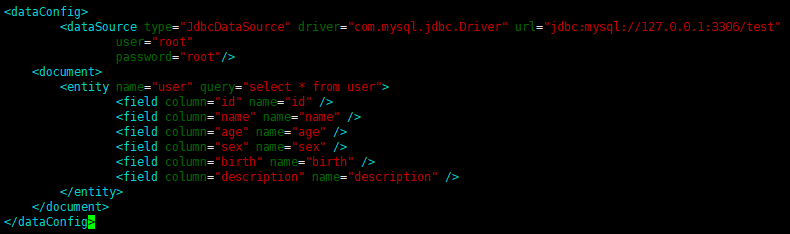 <dataConfig>
<dataSource type="JdbcDataSource" driver="com.mysql.jdbc.Driver" url="jdbc:mysql://127.0.0.1:3306/test"
user="root"
password="root"/>
<document>
<entity name="user" query="select * from user">
<field column="id" name="id" />
<field column="name" name="name" />
<field column="age" name="age" />
<field column="sex" name="sex" />
<field column="birth" name="birth" />
<field column="description" name="description" />
</entity>
</document>
</dataConfig>